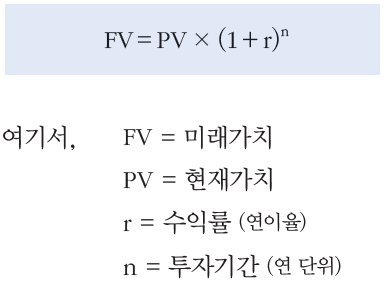 FV = PV × (1 + r)ⁿ
여기서, FV = 미래가치
PV = 현재가치
r = 수익률 (연이율)
n = 투자기간 (연 단위)